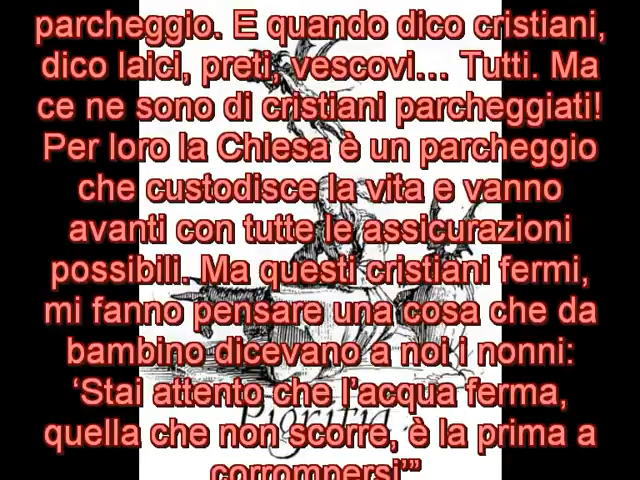 parcheggio. E quando dico cristiani,
dico laici, preti, vescovi… Tutti. Ma
ce ne sono di cristiani parcheggiati!
Per loro la Chiesa è un parcheggio
che custodisce la vita e vanno
avanti con tutte le assicurazioni
possibili. Ma questi cristiani fermi,
mi fanno pensare una cosa che da
bambino dicevano a noi i nonni:
‘Stai attento che l’acqua ferma,
Pigritia
quella che non scorre, è la prima a
corrompersi’”